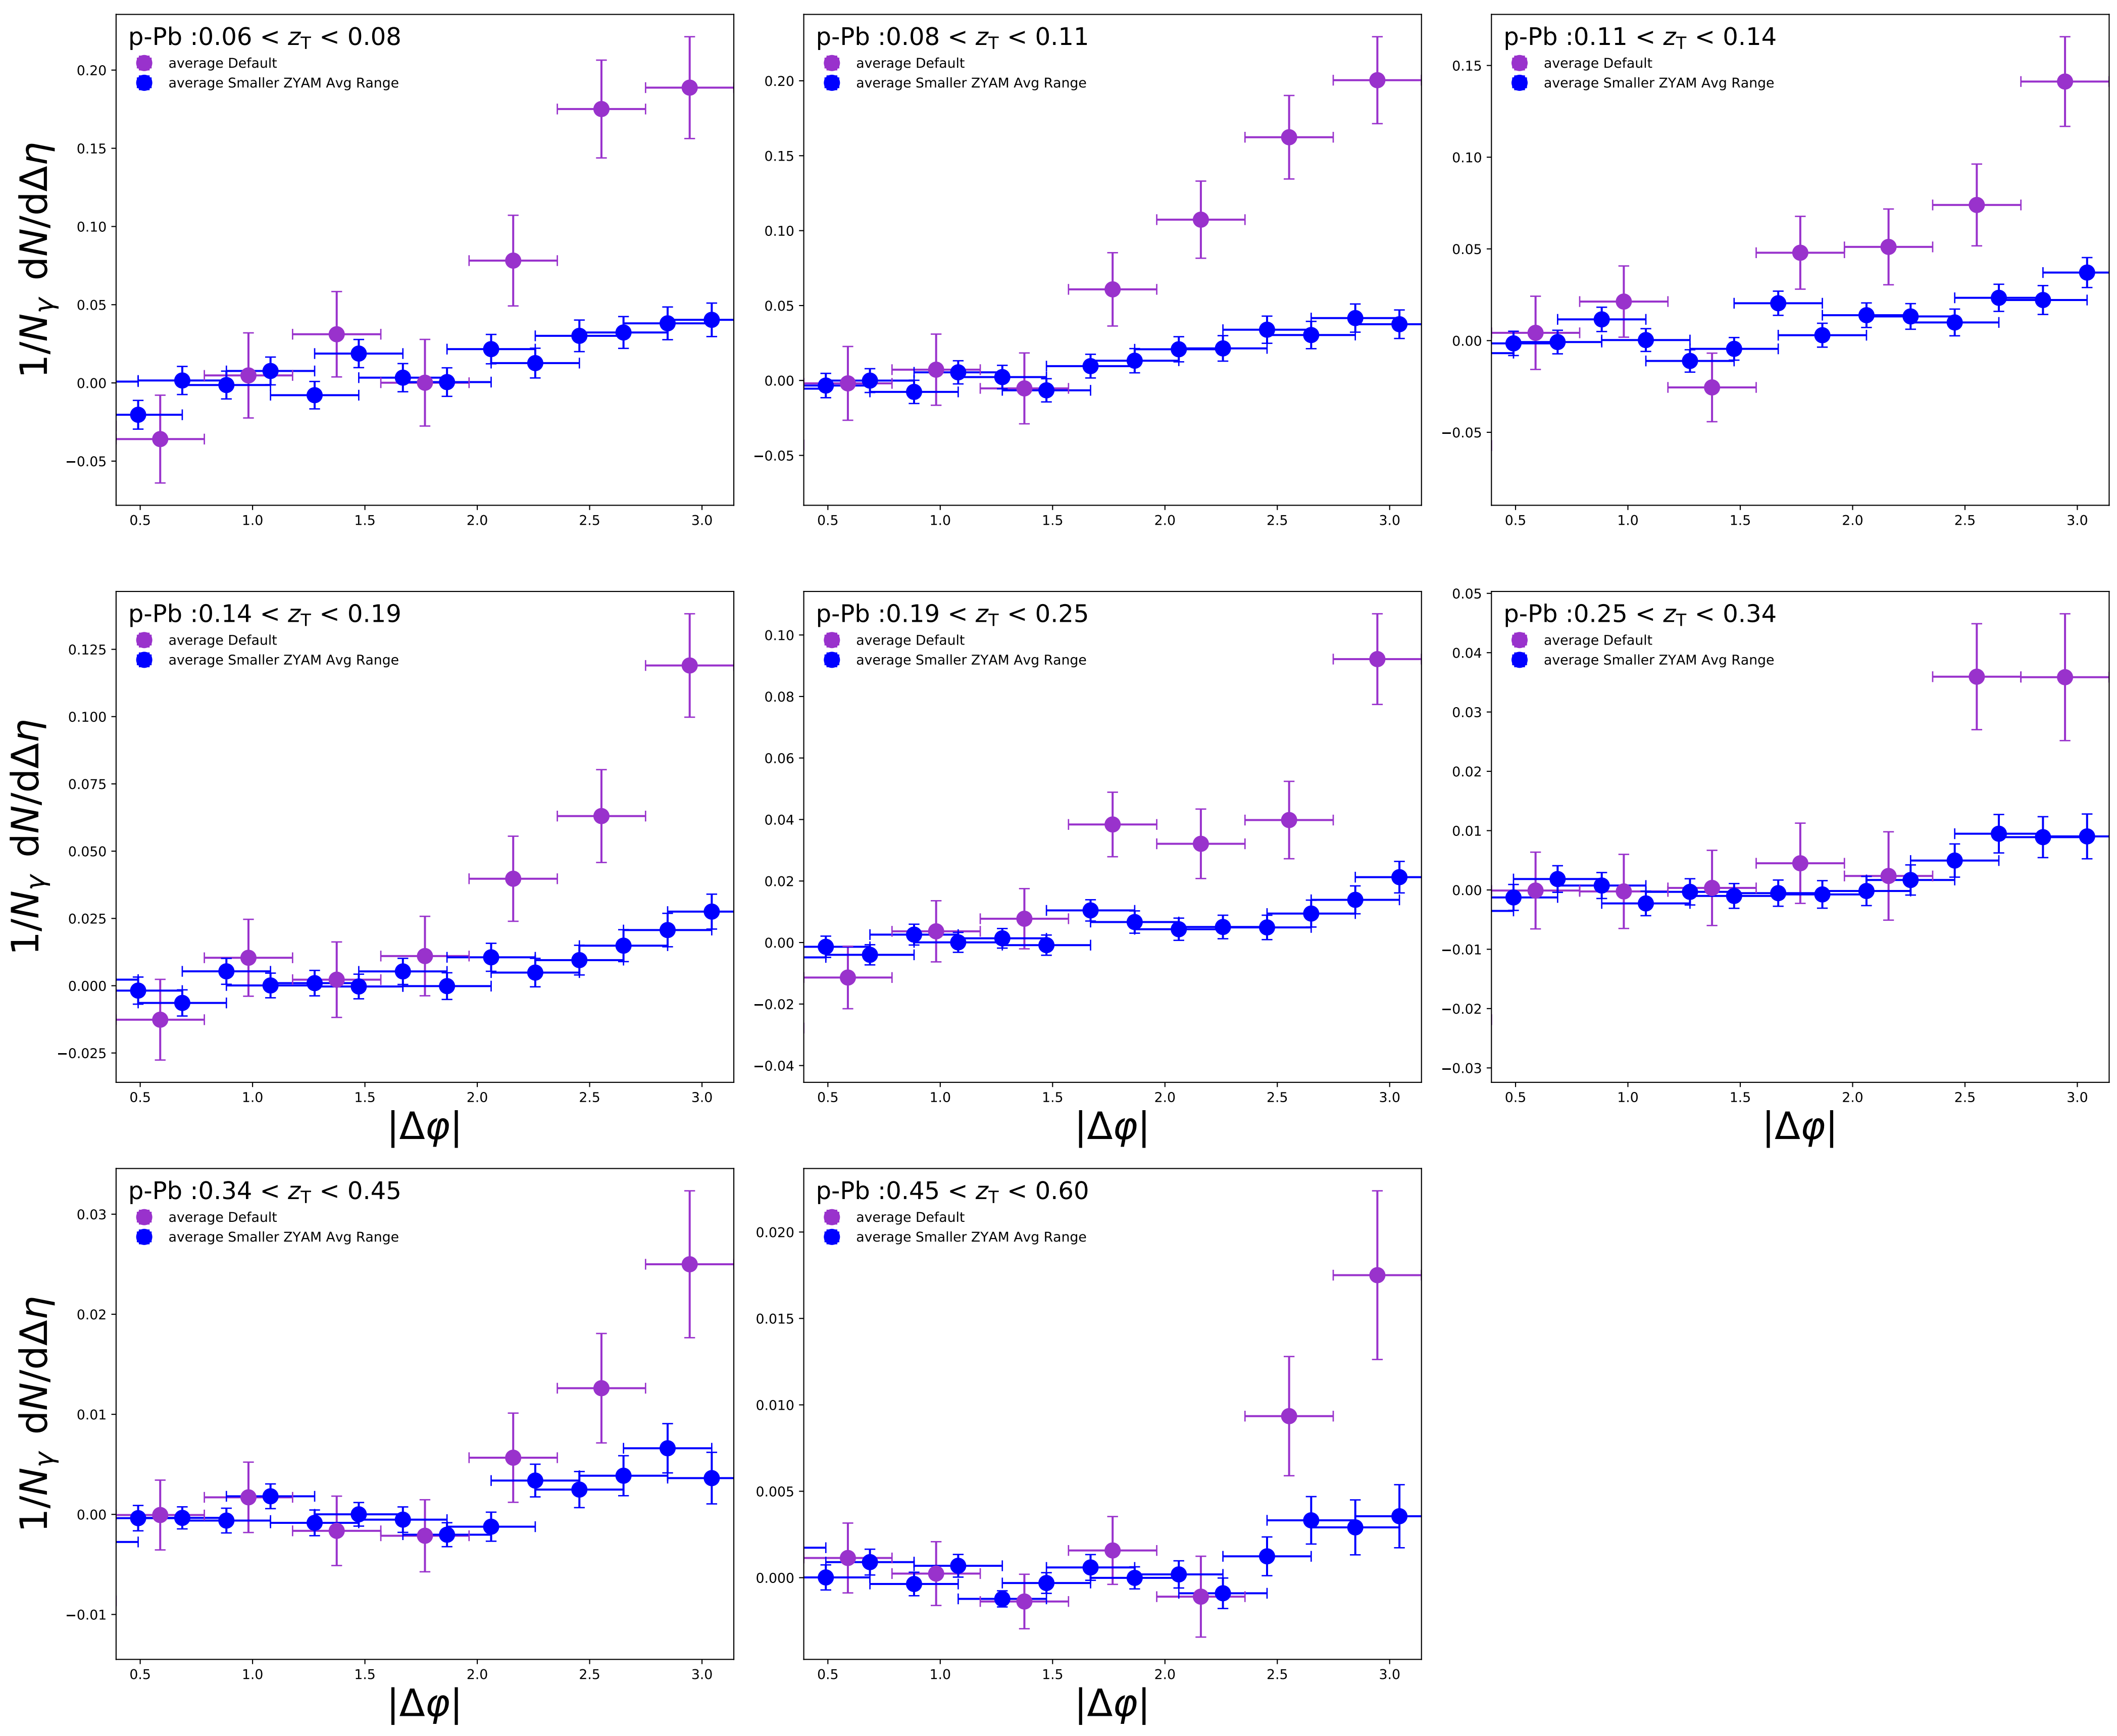 p-Pb :0.06 < zT < 0.08
average Default
average Smaller ZYAM Avg Range
0.20
0.15
0.10
0.05
0.00
−0.05
1/Nγ dN/dΔη
0.5 1.0 1.5 2.0 2.5 3.0
p-Pb :0.08 < zT < 0.11
average Default
average Smaller ZYAM Avg Range
0.20
0.15
0.10
0.05
0.00
−0.05
0.5 1.0 1.5 2.0 2.5 3.0
p-Pb :0.11 < zT < 0.14
average Default
average Smaller ZYAM Avg Range
0.15
0.10
0.05
0.00
−0.05
0.5 1.0 1.5 2.0 2.5 3.0
p-Pb :0.14 < zT < 0.19
average Default
average Smaller ZYAM Avg Range
0.125
0.100
0.075
0.050
0.025
0.000
−0.025
1/Nγ dN/dΔη
0.5 1.0 1.5 2.0 2.5 3.0
|Δφ|
p-Pb :0.19 < zT < 0.25
average Default
average Smaller ZYAM Avg Range
0.10
0.08
0.06
0.04
0.02
0.00
−0.02
−0.04
0.5 1.0 1.5 2.0 2.5 3.0
|Δφ|
p-Pb :0.25 < zT < 0.34
average Default
average Smaller ZYAM Avg Range
0.05
0.04
0.03
0.02
0.01
0.00
−0.01
−0.02
−0.03
0.5 1.0 1.5 2.0 2.5 3.0
|Δφ|
p-Pb :0.34 < zT < 0.45
average Default
average Smaller ZYAM Avg Range
0.03
0.02
0.01
0.00
−0.01
1/Nγ dN/dΔη
0.5 1.0 1.5 2.0 2.5 3.0
|Δφ|
p-Pb :0.45 < zT < 0.60
average Default
average Smaller ZYAM Avg Range
0.020
0.015
0.010
0.005
0.000
0.5 1.0 1.5 2.0 2.5 3.0
|Δφ|